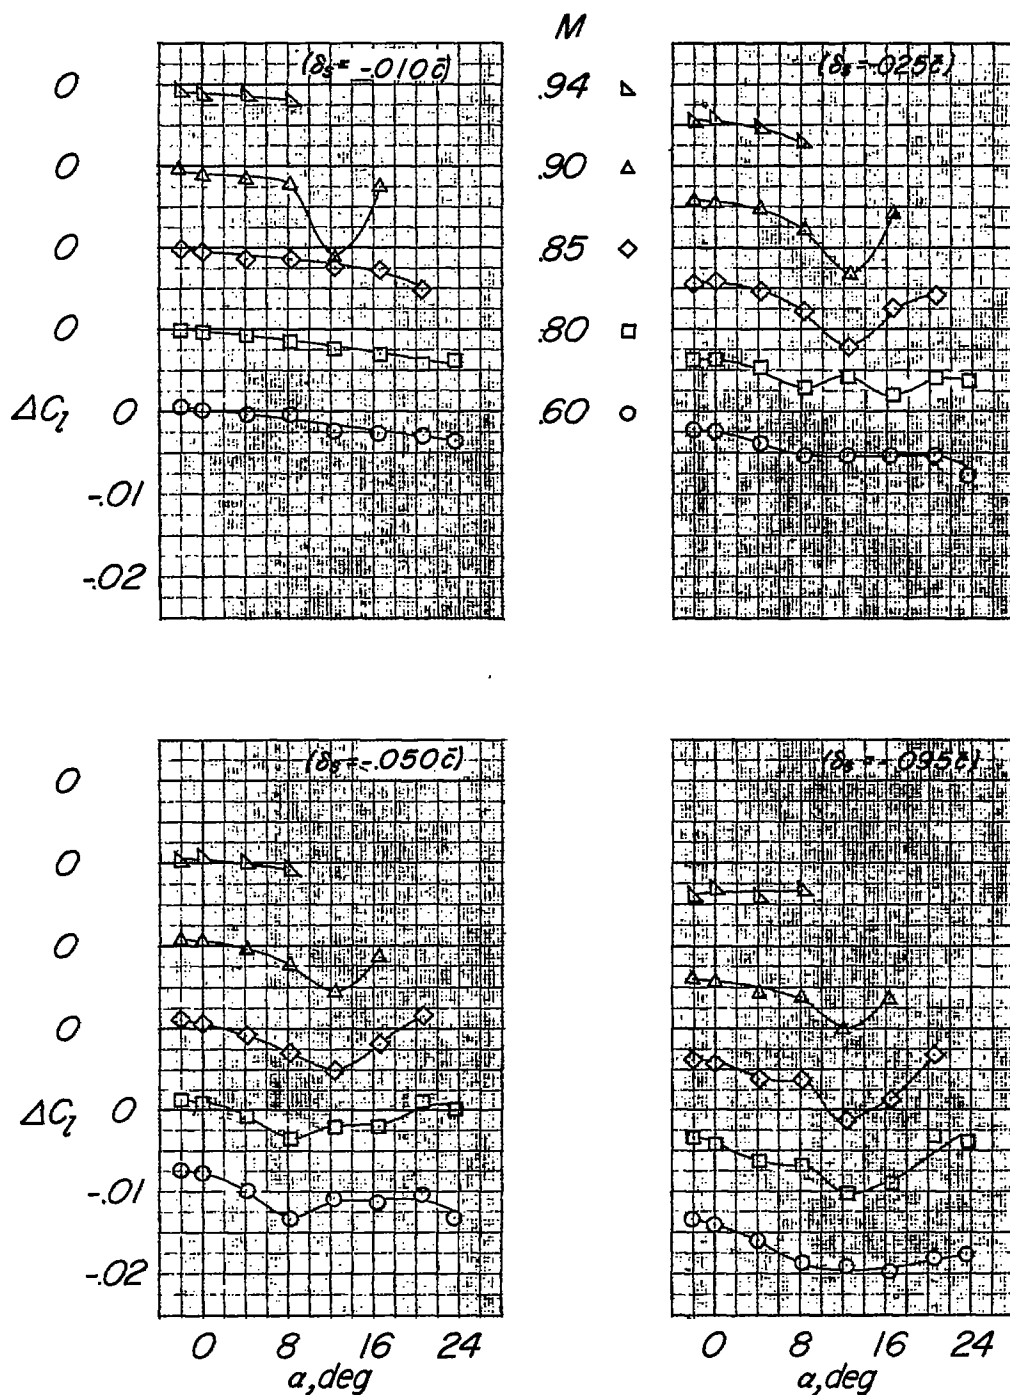 M
(δs = -.010c̄)
(δs = -.025c̄)
0 .94
0 .90
0 .85
0 .80
ΔCl 0 .60
-.01
-.02
(δs = -.050c̄)
(δs = -.095c̄)
0
0
0
0
ΔCl 0
-.01
-.02
0 8 16 24
α, deg
0 8 16 24
α, deg